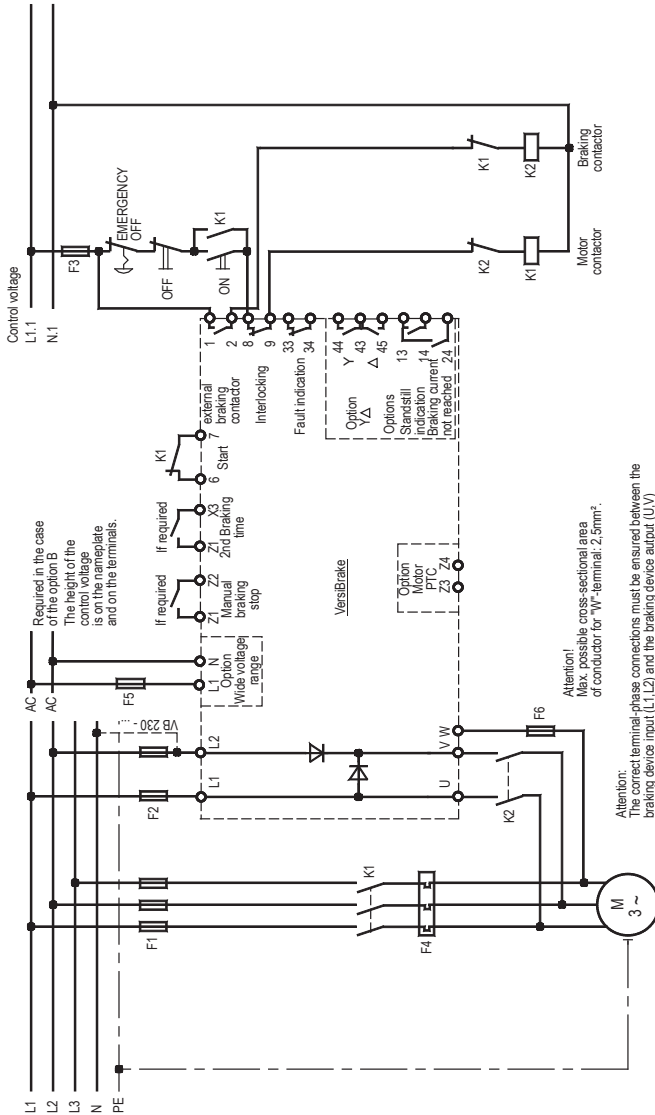 Control voltage
L1.1
N.1
F3
EMERGENCY
OFF
OFF
K1
ON
K1
K2
Braking
contactor
K2
K1
Motor
contactor
Required in the case
of the option B
The height of the
control voltage
is on the nameplate
and on the terminals.
AC
AC
F5
VB 230 - ...
If required
If required
K1
L1
L2
L1
N
Option
Wide voltage
range
Z1
Z2
Manual
braking
stop
Z1
X3
2nd Braking
time
6
7
Start
external
braking
contactor
Interlocking
Fault indication
1
2
8
9
33
34
Option
Y∆
Y
∆
44
43
45
Options
Standstill
indication
Braking current
not reached
13
14
24
VersiBrake
Option
Motor
PTC
Z3
Z4
U
V
W
K2
F6
Attention!
Max. possible cross-sectional area
of conductor for "W"-terminal: 2,5mm².
Attention:
The correct terminal-phase connections must be ensured between the
braking device input (L1,L2) and the braking device autput (U,V)
L1
L2
L3
N
PE
F1
F2
K1
F4
M
3 ~